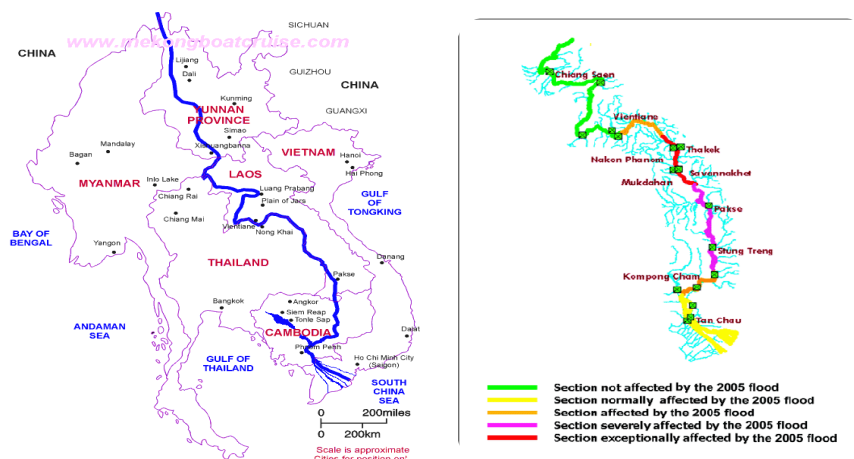 SICHUAN
www.mekongboatcruise.com
CHINA
Lijiang
Dali
GUIZHOU
CHINA
Kunming
YUNNAN
PROVINCE
GUANGXI
Simao
Mandalay
VIETNAM
Bagan
Hanoi
Hai Phong
LAOS
MYANMAR
Inlo Lake
Chiang Rai
Luang Prabang
Plain of Jars
GULF
OF
TONGKING
Chiang Mai
BAY OF
BENGAL
Vientiane
Nong Khai
Yangon
Danang
THAILAND
Pakse
Bangkok
Angkor
Siem Reap
Tonle Sap
ANDAMAN
SEA
CAMBODIA
Dalat
Phnom Penh
GULF OF
THAILAND
Ho Chi Minh City
(Saigon)
SOUTH
CHINA
SEA
0 200miles
0 200km
Scale is approximate
Chiang Saen
Vientiane
Thakek
Nakon Phanom
Savannakhet
Mukdahan
Pakse
Stung Treng
Kompong Cham
Tan Chau
Section not affected by the 2005 flood
Section normally affected by the 2005 flood
Section affected by the 2005 flood
Section severely affected by the 2005 flood
Section exceptionally affected by the 2005 flood